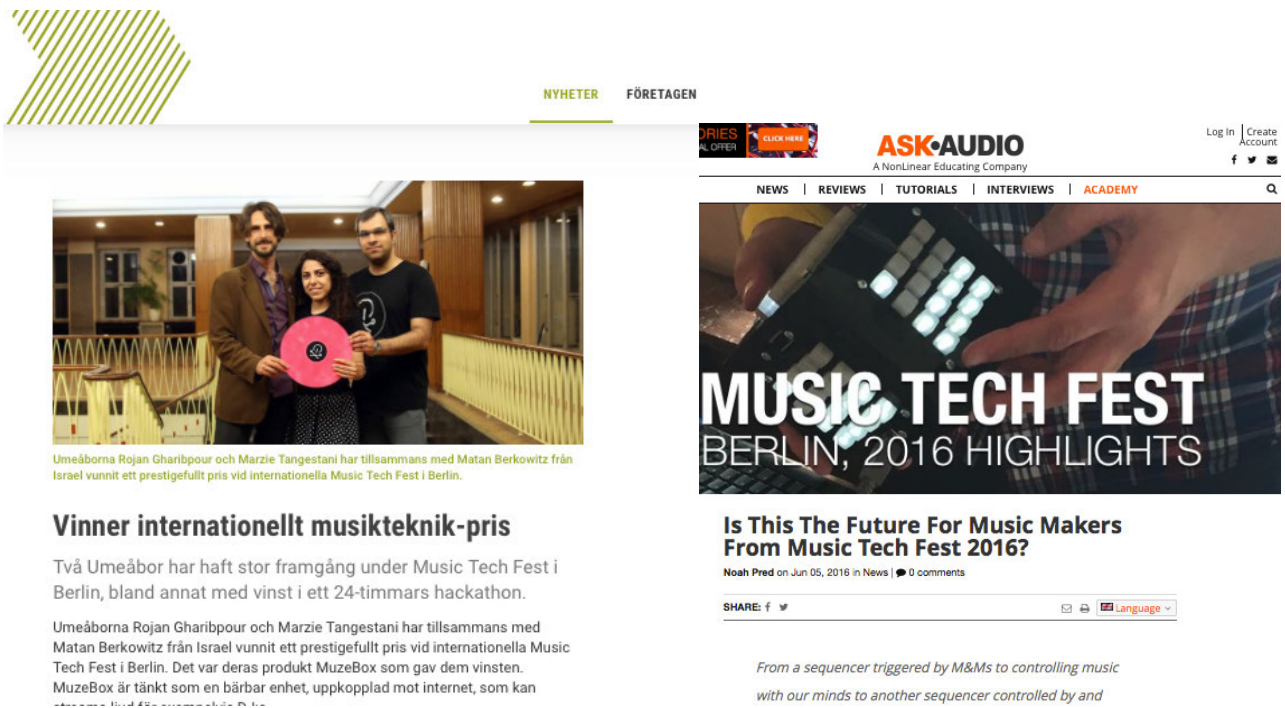 NYHETER FÖRETAGEN
Umeåborna Rojan Gharibpour och Marzie Tangestani har tillsammans med Matan Berkowitz från
Israel vunnit ett prestigefullt pris vid internationella Music Tech Fest i Berlin.
Vinner internationellt musikteknik-pris
Två Umeåbor har haft stor framgång under Music Tech Fest i
Berlin, bland annat med vinst i ett 24-timmars hackathon.
Umeåborna Rojan Gharibpour och Marzie Tangestani har tillsammans med
Matan Berkowitz från Israel vunnit ett prestigefullt pris vid internationella Music
Tech Fest i Berlin. Det var deras produkt MuzeBox som gav dem vinsten.
MuzeBox är tänkt som en bärbar enhet, uppkopplad mot internet, som kan
CLICK HERE
ASK•AUDIO
A NonLinear Educating Company
Log In | Create
Account
NEWS | REVIEWS | TUTORIALS | INTERVIEWS | ACADEMY
MUSIC TECH FEST
BERLIN, 2016 HIGHLIGHTS
Is This The Future For Music Makers
From Music Tech Fest 2016?
Noah Pred on Jun 05, 2016 in News | 0 comments
SHARE:
Language
From a sequencer triggered by M&Ms to controlling music
with our minds to another sequencer controlled by and